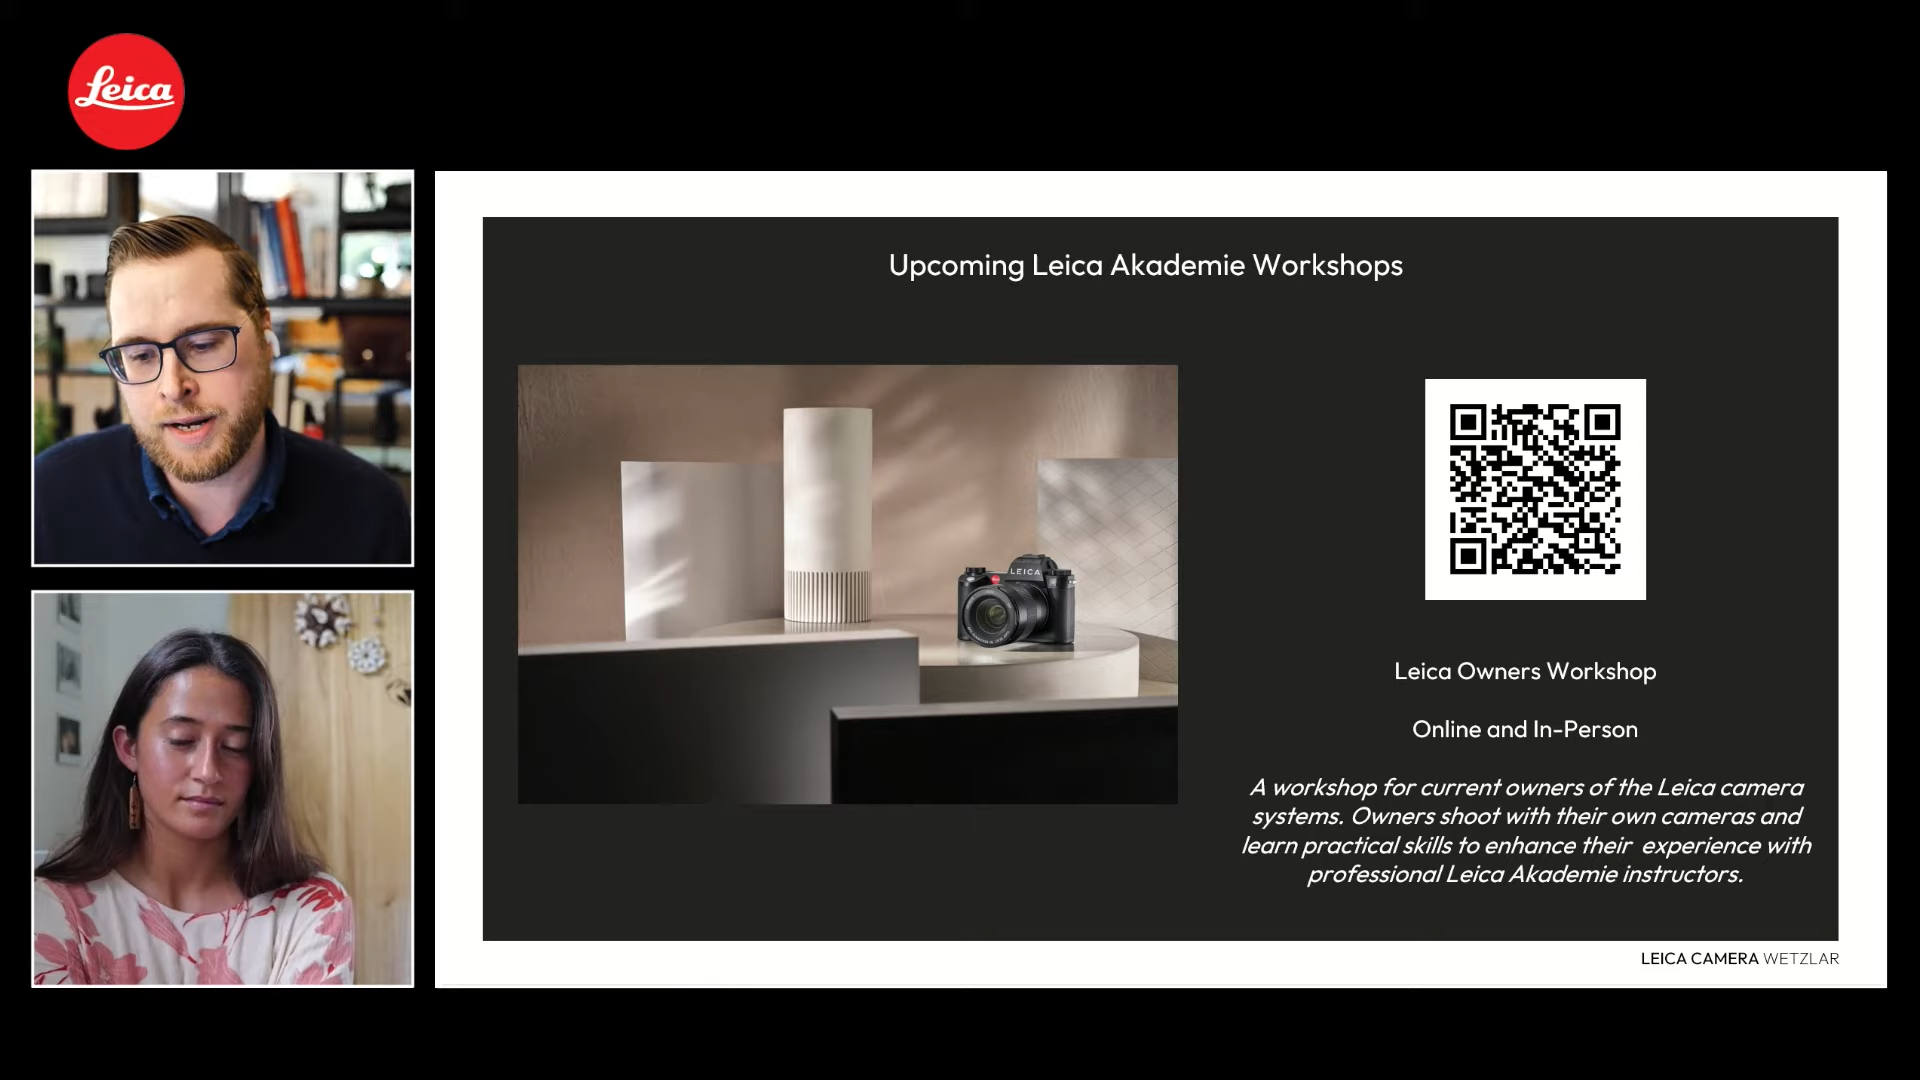 Leica
Upcoming Leica Akademie Workshops
LEICA
Leica Owners Workshop
Online and In-Person
A workshop for current owners of the Leica camera
systems. Owners shoot with their own cameras and
learn practical skills to enhance their experience with
professional Leica Akademie instructors.
LEICA CAMERA WETZLAR